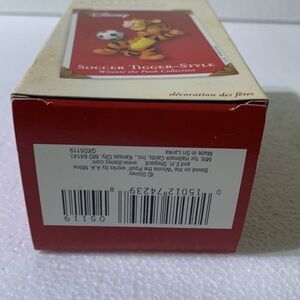 Disney
Soccer Tigger-Style
Winnie the Pooh Collection
décoration des fêtes
© Disney
Based on the "Winnie the Pooh" works by A.A. Milne
and E.H. Shepard. www.disney.com
Mfg for Hallmark Cards, Inc., Kansas City, MO 64141
Made in Sri Lanka
QXD5119
0 15012 74239 8
05119